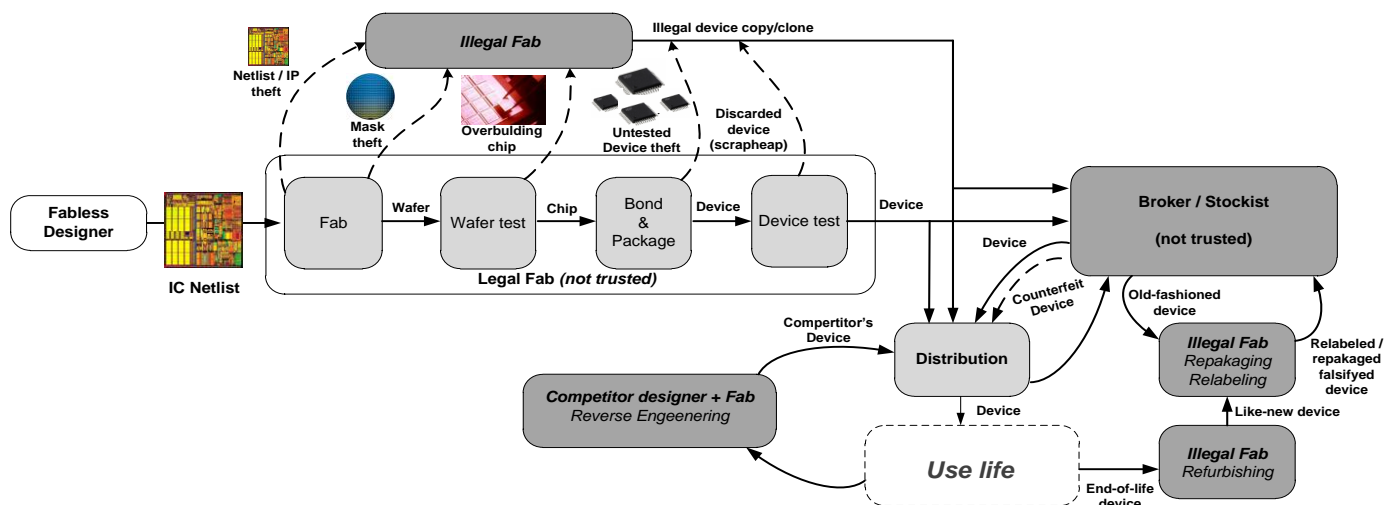 Illegal Fab
Illegal device copy/clone
Netlist / IP
theft
Mask
theft
Overbulding
chip
Untested
Device theft
Discarded
device
(scrapheap)
Fabless
Designer
IC Netlist
Fab
Wafer
Wafer test
Chip
Bond
&
Package
Device
Device test
Device
Legal Fab (not trusted)
Broker / Stockist
(not trusted)
Device
Counterfeit
Device
Old-fashioned
device
Compertitor's
Device
Distribution
Illegal Fab
Repakaging
Relabeling
Relabeled /
repakaged
falsifyed
device
Competitor designer + Fab
Reverse Engeenering
Device
Like-new device
Use life
End-of-life
device
Illegal Fab
Refurbishing